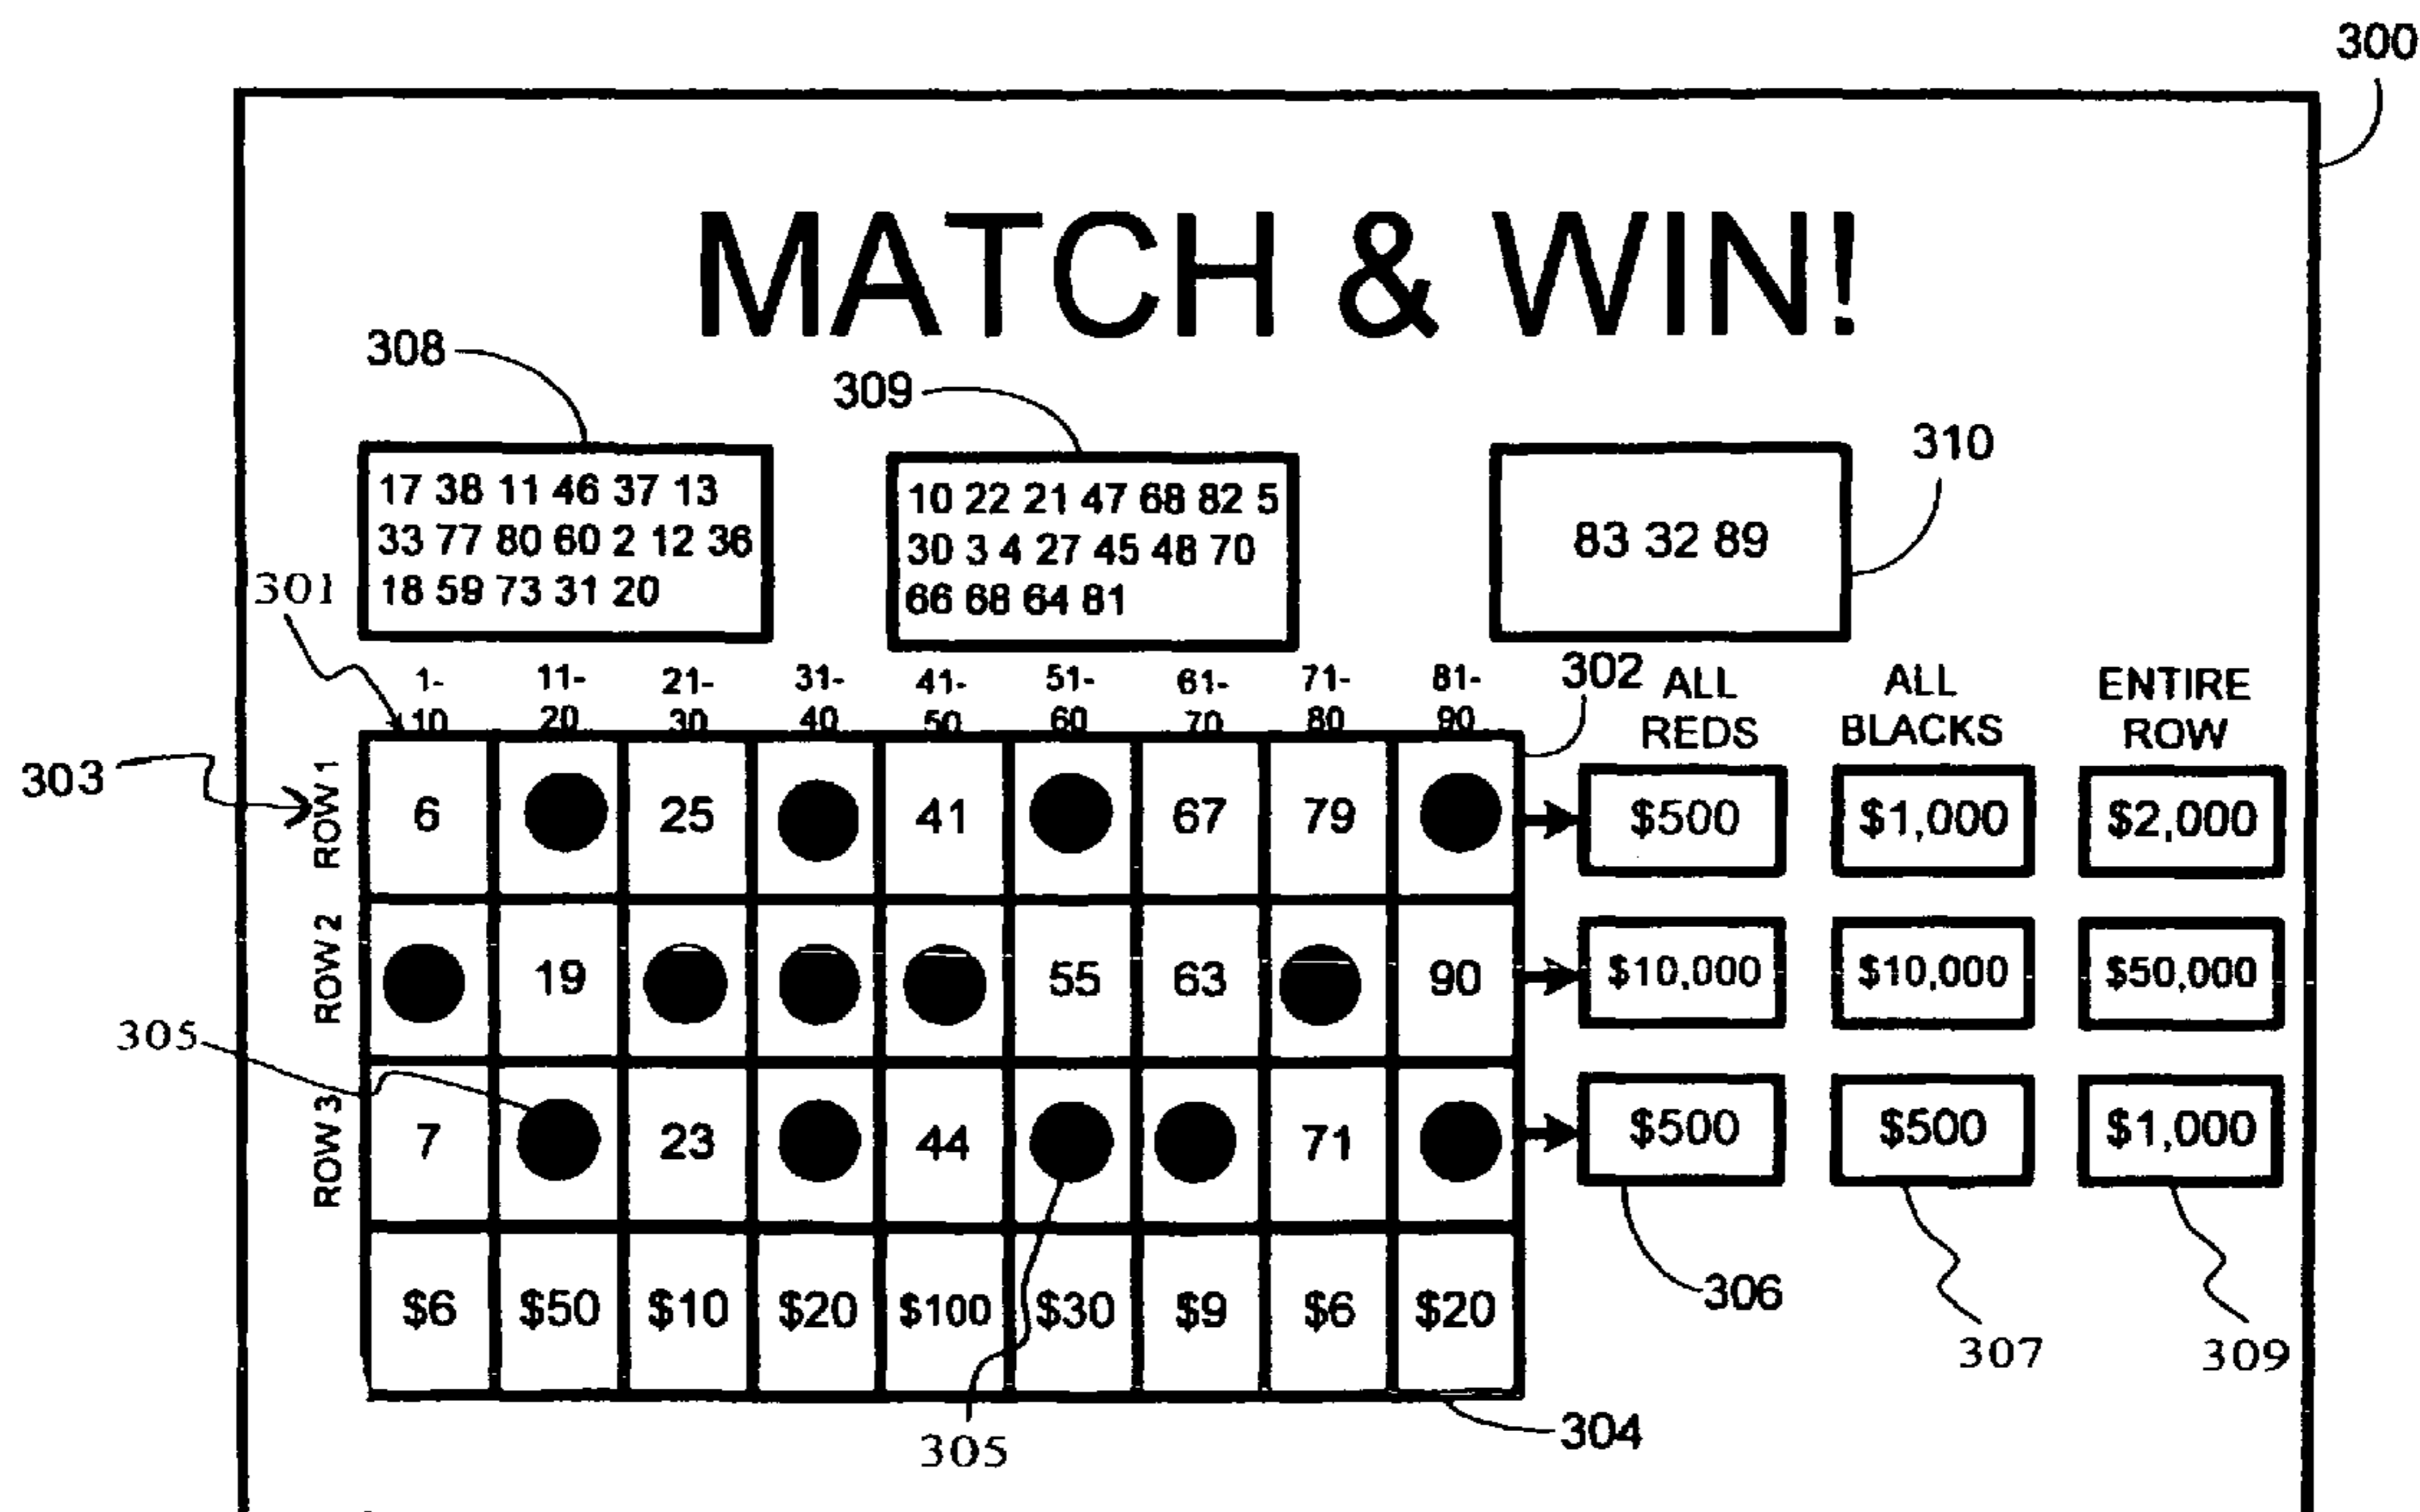 300
MATCH & WIN!
308
309
310
17 38 11 46 37 13
33 77 80 60 2 12 36
18 59 73 31 20
10 22 21 47 68 82 5
30 3 4 27 45 48 70
66 68 64 81
83 32 89
301
302
1-10 11-20 21-30 31-40 41-50 51-60 61-70 71-80 81-90
ALL REDS
ALL BLACKS
ENTIRE ROW
303
ROW 1
6 25 41 67 79
$500 $1,000 $2,000
ROW 2
19 55 63 90
$10,000 $10,000 $50,000
305
ROW 3
7 23 44 71
$500 $500 $1,000
$6 $50 $10 $20 $100 $30 $9 $6 $20
306
307
309
305
304